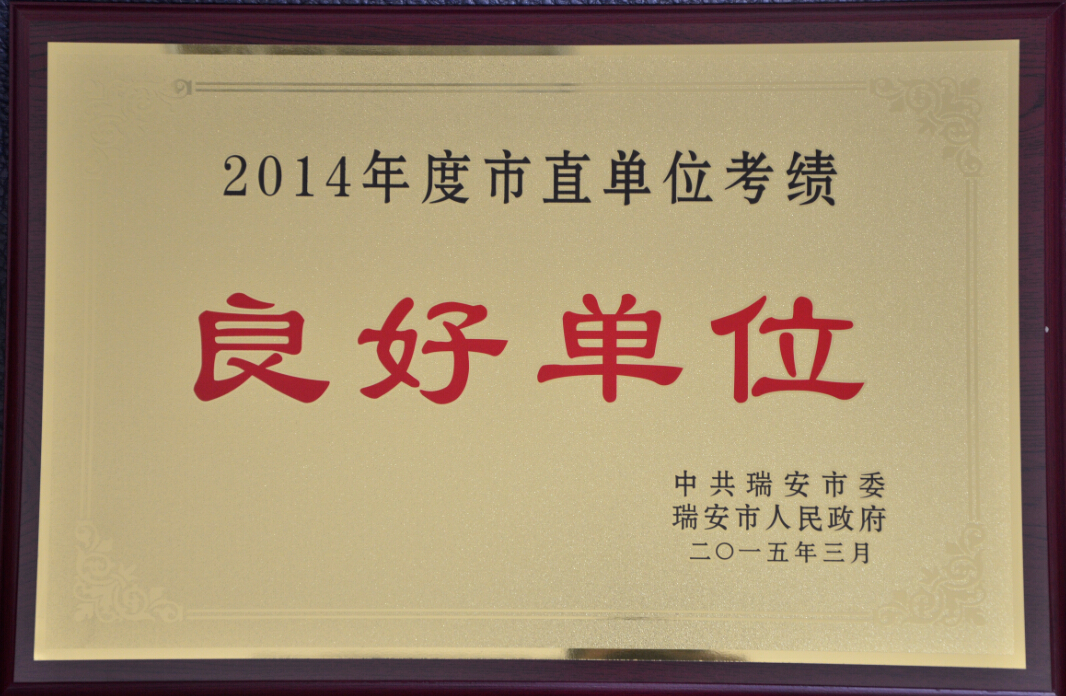 2014年度市直单位考绩
良好单位
中共瑞安市委
瑞安市人民政府
二〇一五年三月